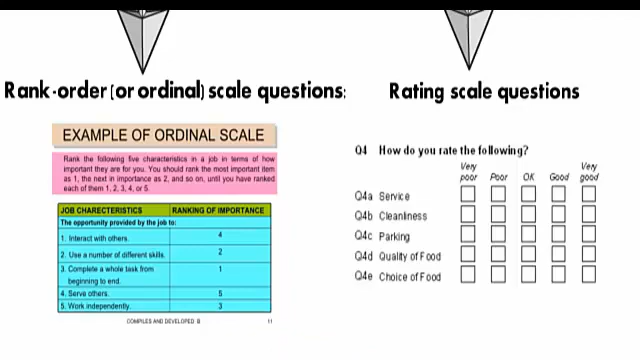 Rank-order (or ordinal) scale questions:
EXAMPLE OF ORDINAL SCALE
Rank the following five characteristics in a job in terms of how
important they are for you. You should rank the most important item
as 1, the next in importance as 2, and so on, until you have ranked
each of them 1, 2, 3, 4, or 5.
JOB CHARECTERISTICS RANKING OF IMPORTANCE
The opportunity provided by the job to:
1. Interact with others. 4
2. Use a number of different skills. 2
3. Complete a whole task from 1
beginning to end.
4. Serve others. 5
5. Work independently. 3
COMPILES AND DEVELOPED B 11
Rating scale questions
Q4 How do you rate the following?
Very poor Poor OK Good Very good
Q4a Service
Q4b Cleanliness
Q4c Parking
Q4d Quality of Food
Q4e Choice of Food